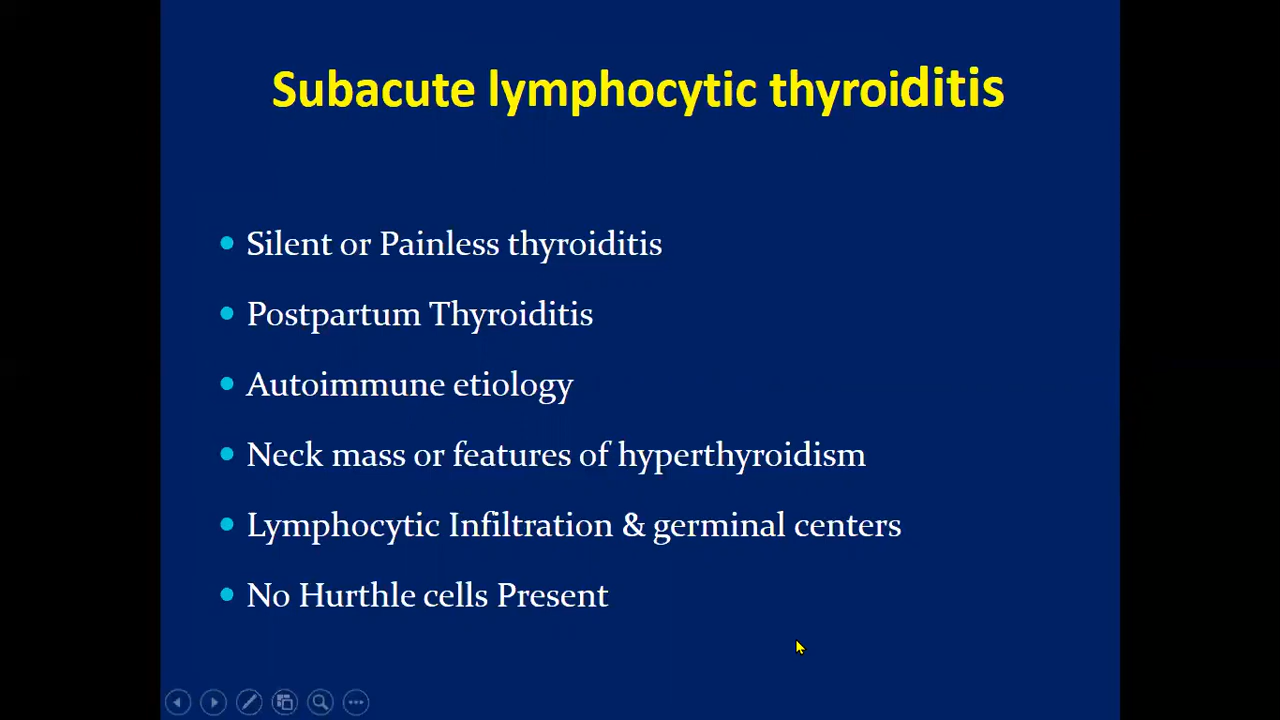 Subacute lymphocytic thyroiditis
• Silent or Painless thyroiditis
• Postpartum Thyroiditis
• Autoimmune etiology
• Neck mass or features of hyperthyroidism
• Lymphocytic Infiltration & germinal centers
• No Hurthle cells Present